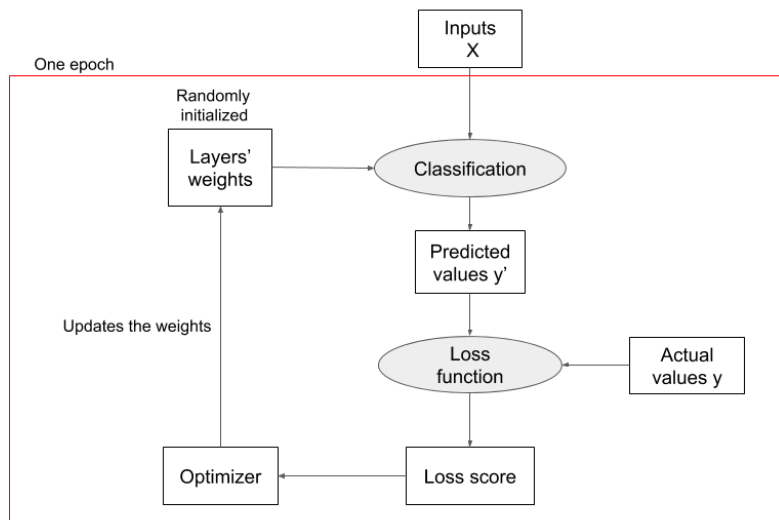 Inputs
X
One epoch
Randomly
initialized
Layers’
weights
Classification
Predicted
values y’
Updates the weights
Loss
function
Actual
values y
Optimizer
Loss score